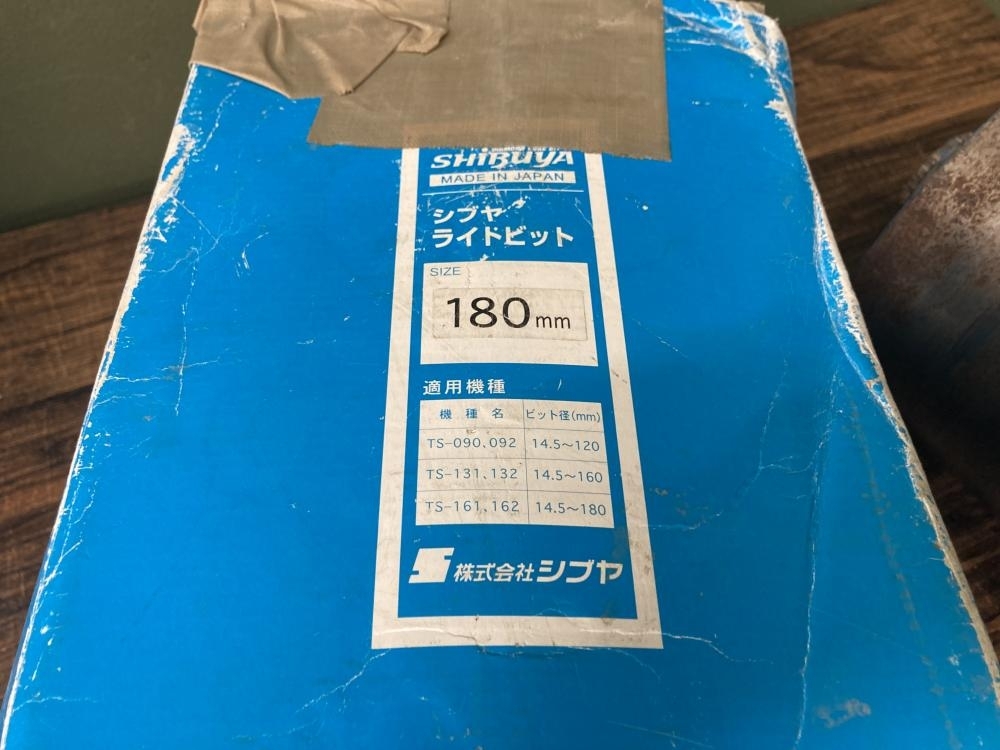 SHIBUYA
MADE IN JAPAN
シブヤ
ライトビット
SIZE
180mm
適用機種
機種名 ビット径(mm)
TS-090、092 14.5～120
TS-131、132 14.5～160
TS-161、162 14.5～180
株式会社シブヤ